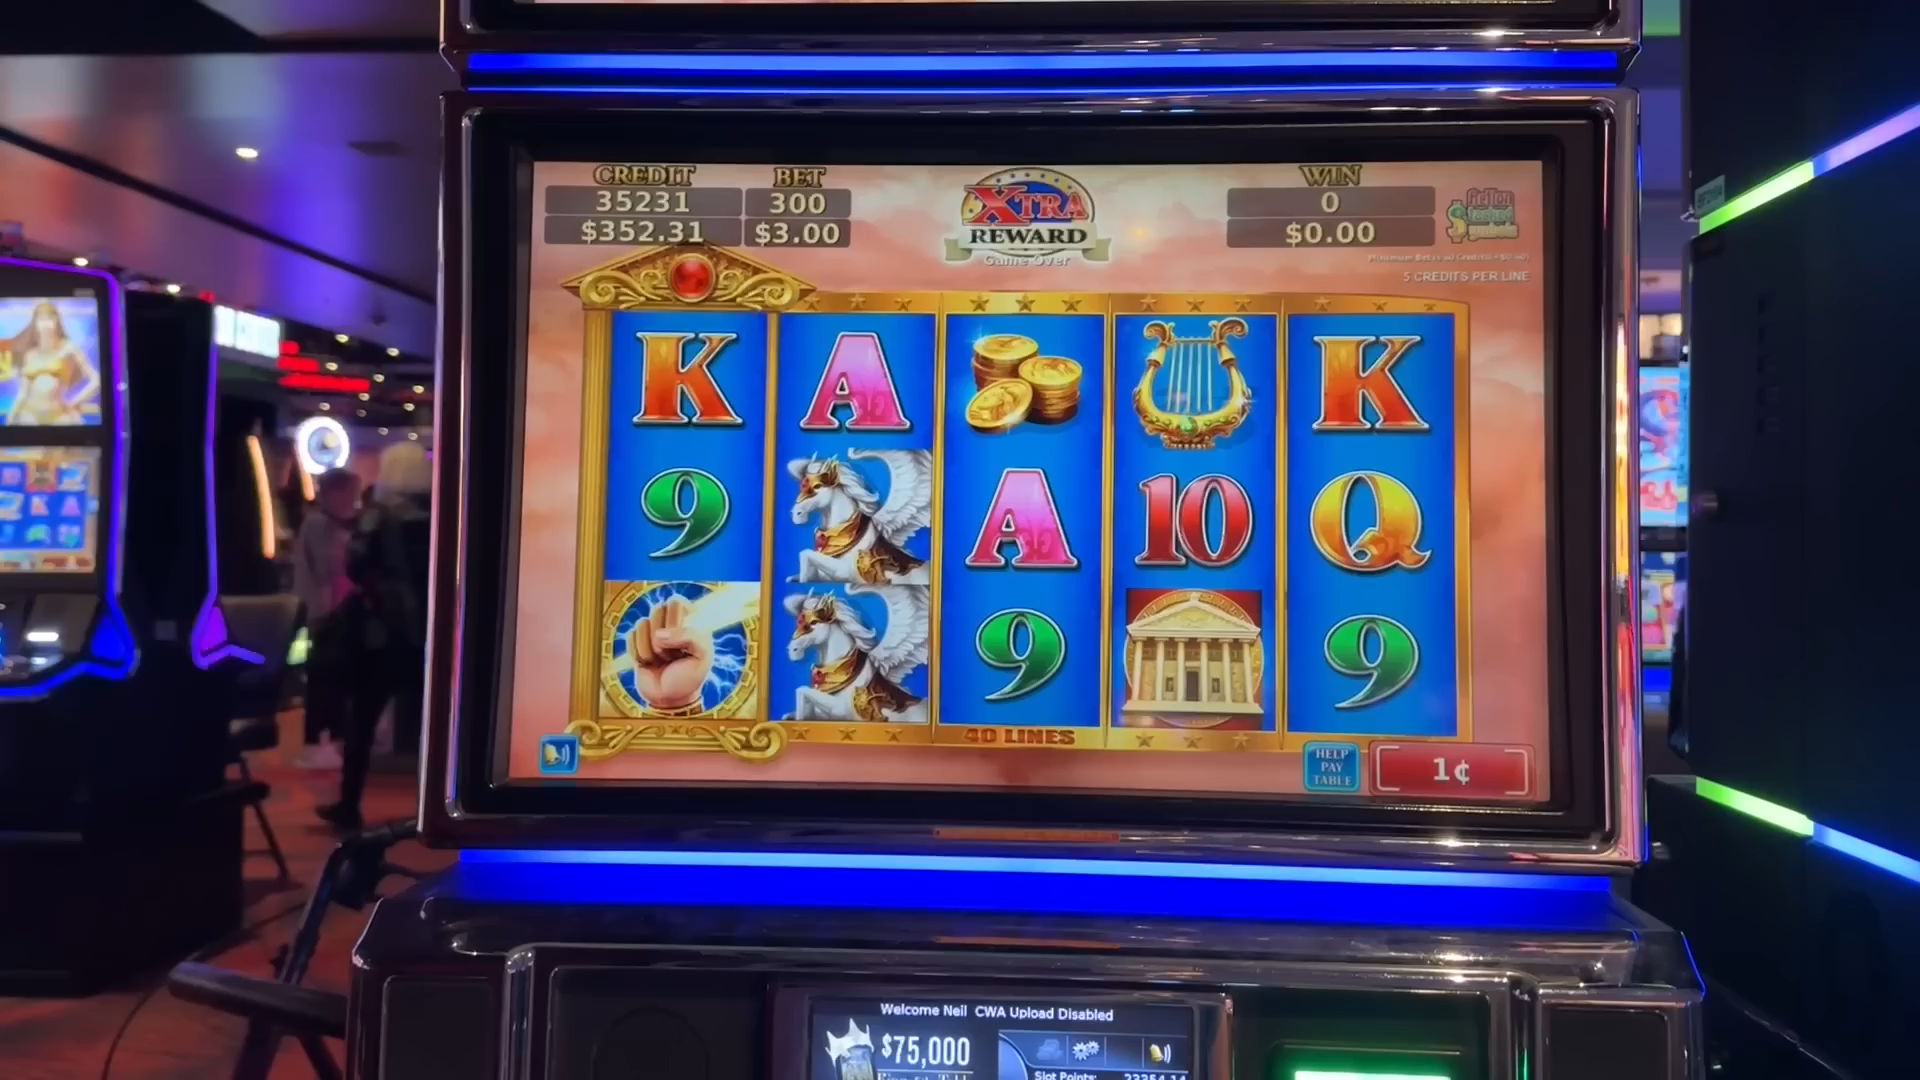 CREDIT BET WIN
35231 300 0
$352.31 $3.00 $0.00
XTRA
REWARD
Game Over
5 CREDITS PER LINE
K A K
9 A 10 Q
9 9
40 LINES
HELP
PAY
TABLE
1¢
Welcome Neil CWA Upload Disabled
$75,000
Slot Points: